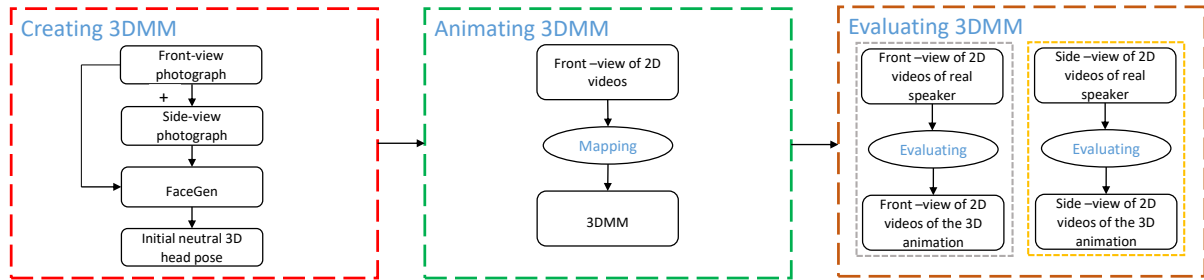 Creating 3DMM
Front-view
photograph
+
Side-view
photograph
FaceGen
Initial neutral 3D
head pose
Animating 3DMM
Front –view of 2D
videos
Mapping
3DMM
Evaluating 3DMM
Front –view of 2D
videos of real
speaker
Evaluating
Front –view of 2D
videos of the 3D
animation
Side –view of 2D
videos of real
speaker
Evaluating
Side –view of 2D
videos of the 3D
animation